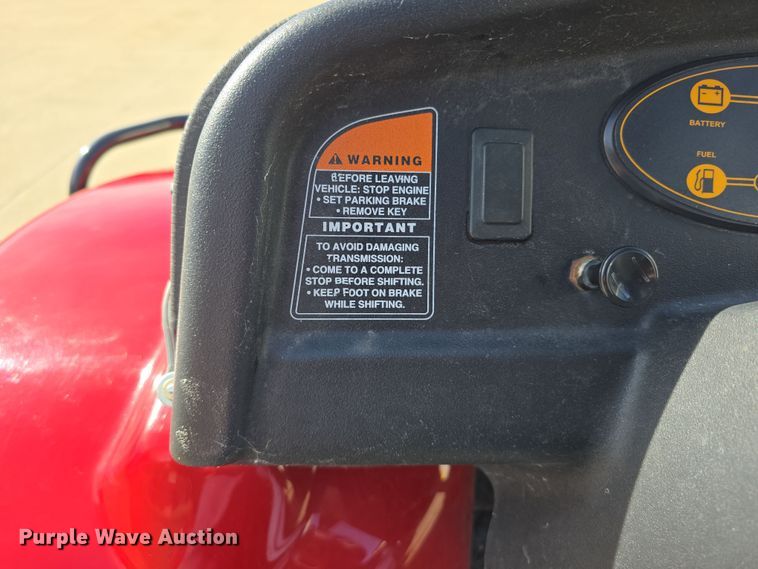 WARNING
BEFORE LEAVING
VEHICLE: STOP ENGINE
• SET PARKING BRAKE
• REMOVE KEY
IMPORTANT
TO AVOID DAMAGING
TRANSMISSION:
• COME TO A COMPLETE
STOP BEFORE SHIFTING.
• KEEP FOOT ON BRAKE
WHILE SHIFTING.
BATTERY
FUEL
Purple Wave Auction